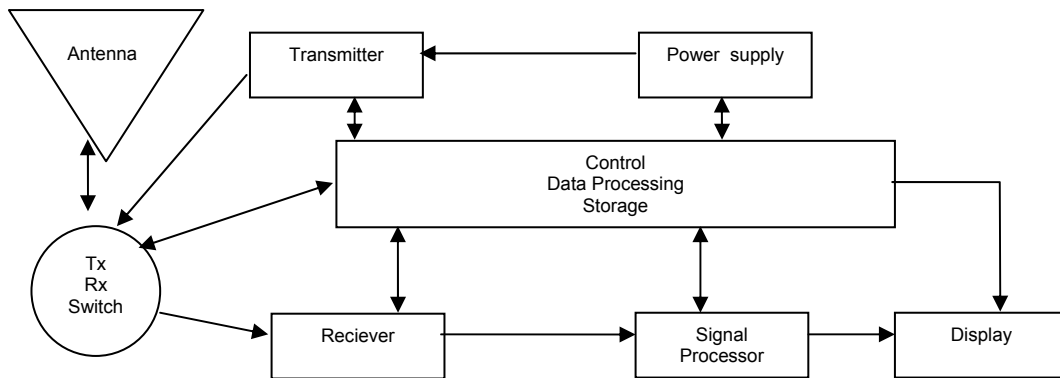 Antenna
Transmitter
Power supply
Control
Data Processing
Storage
Tx
Rx
Switch
Reciever
Signal
Processor
Display